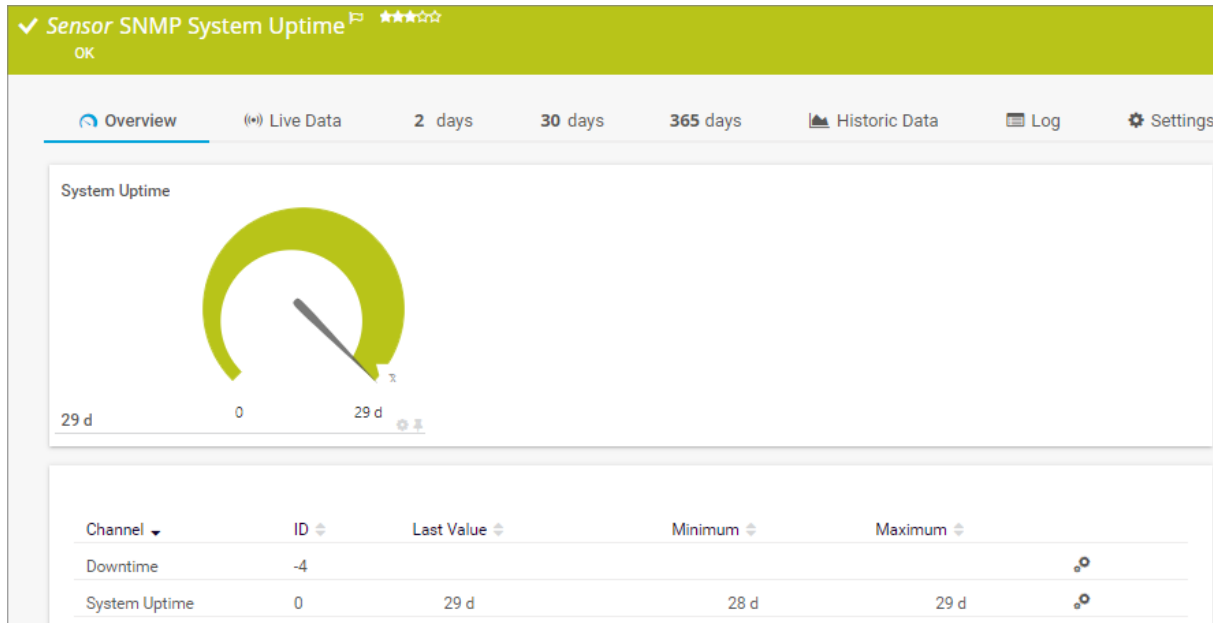 Sensor SNMP System Uptime
OK
Overview Live Data 2 days 30 days 365 days Historic Data Log Settings
System Uptime
0 29 d
29 d
Channel ID Last Value Minimum Maximum
Downtime -4
System Uptime 0 29 d 28 d 29 d